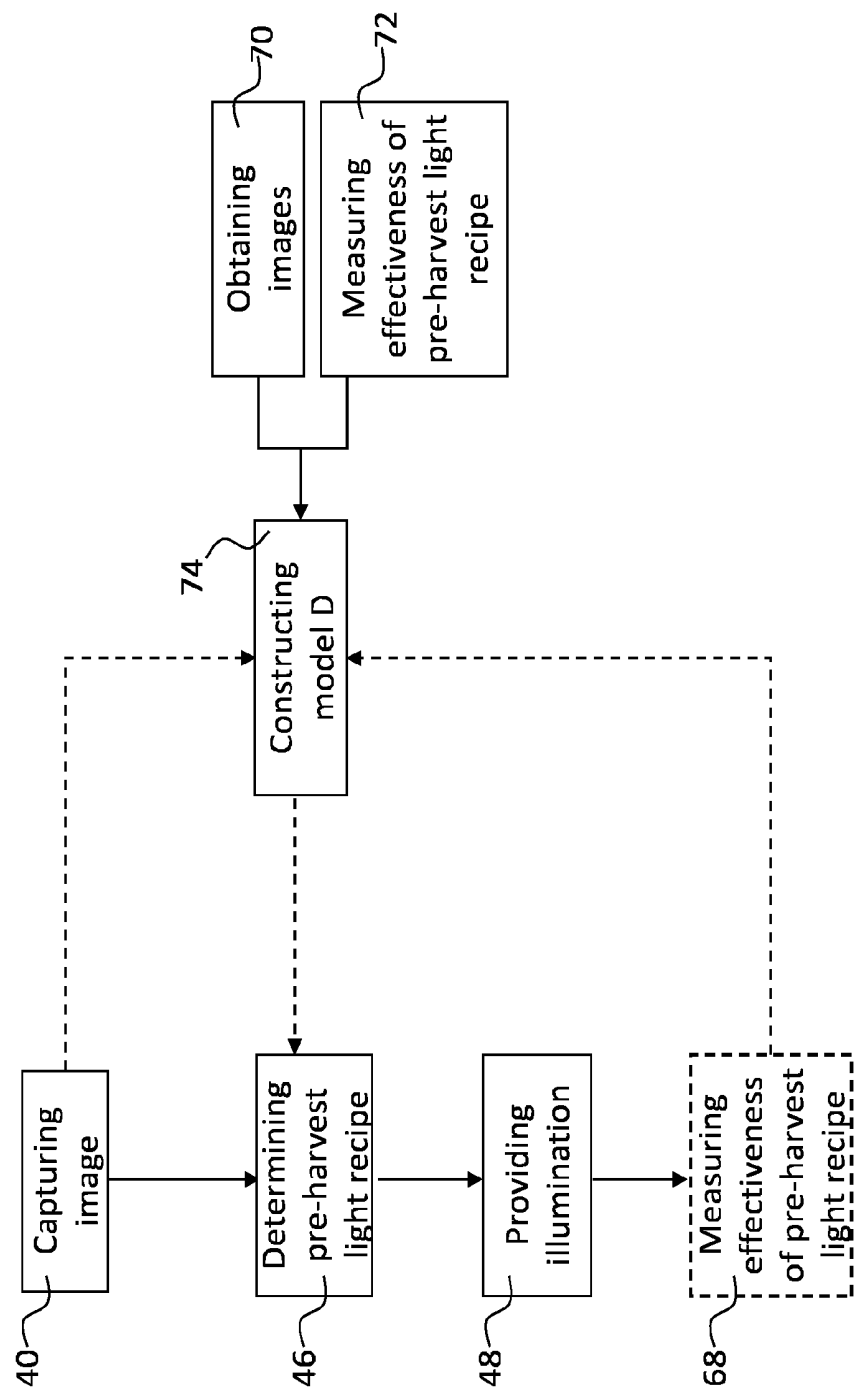 40
Capturing
image
46
Determining
pre-harvest
light recipe
48
Providing
illumination
68
Measuring
effectiveness
of pre-harvest
light recipe
74
Constructing
model D
70
Obtaining
images
72
Measuring
effectiveness of
pre-harvest light
recipe